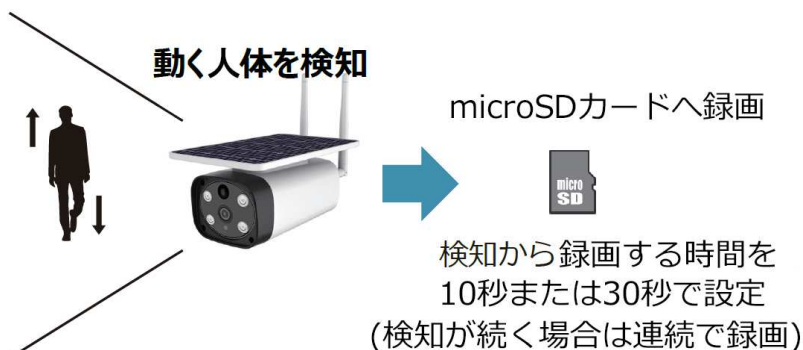 動く人体を検知
microSDカードへ録画
micro
SD
検知から録画する時間を
10秒または30秒で設定
(検知が続く場合は連続で録画)